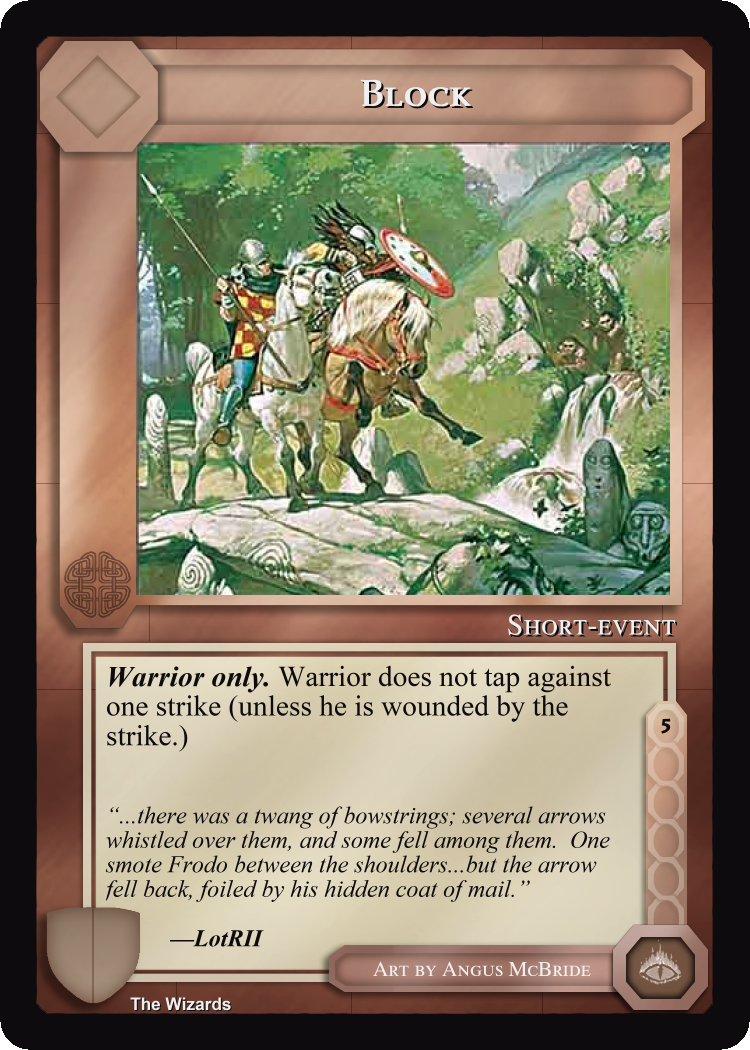 Block
Short-event
Warrior only. Warrior does not tap against
one strike (unless he is wounded by the
strike.)
5
“...there was a twang of bowstrings; several arrows
whistled over them, and some fell among them.  One
smote Frodo between the shoulders...but the arrow
fell back, foiled by his hidden coat of mail.”
—LotRII
Art by Angus McBride
The Wizards